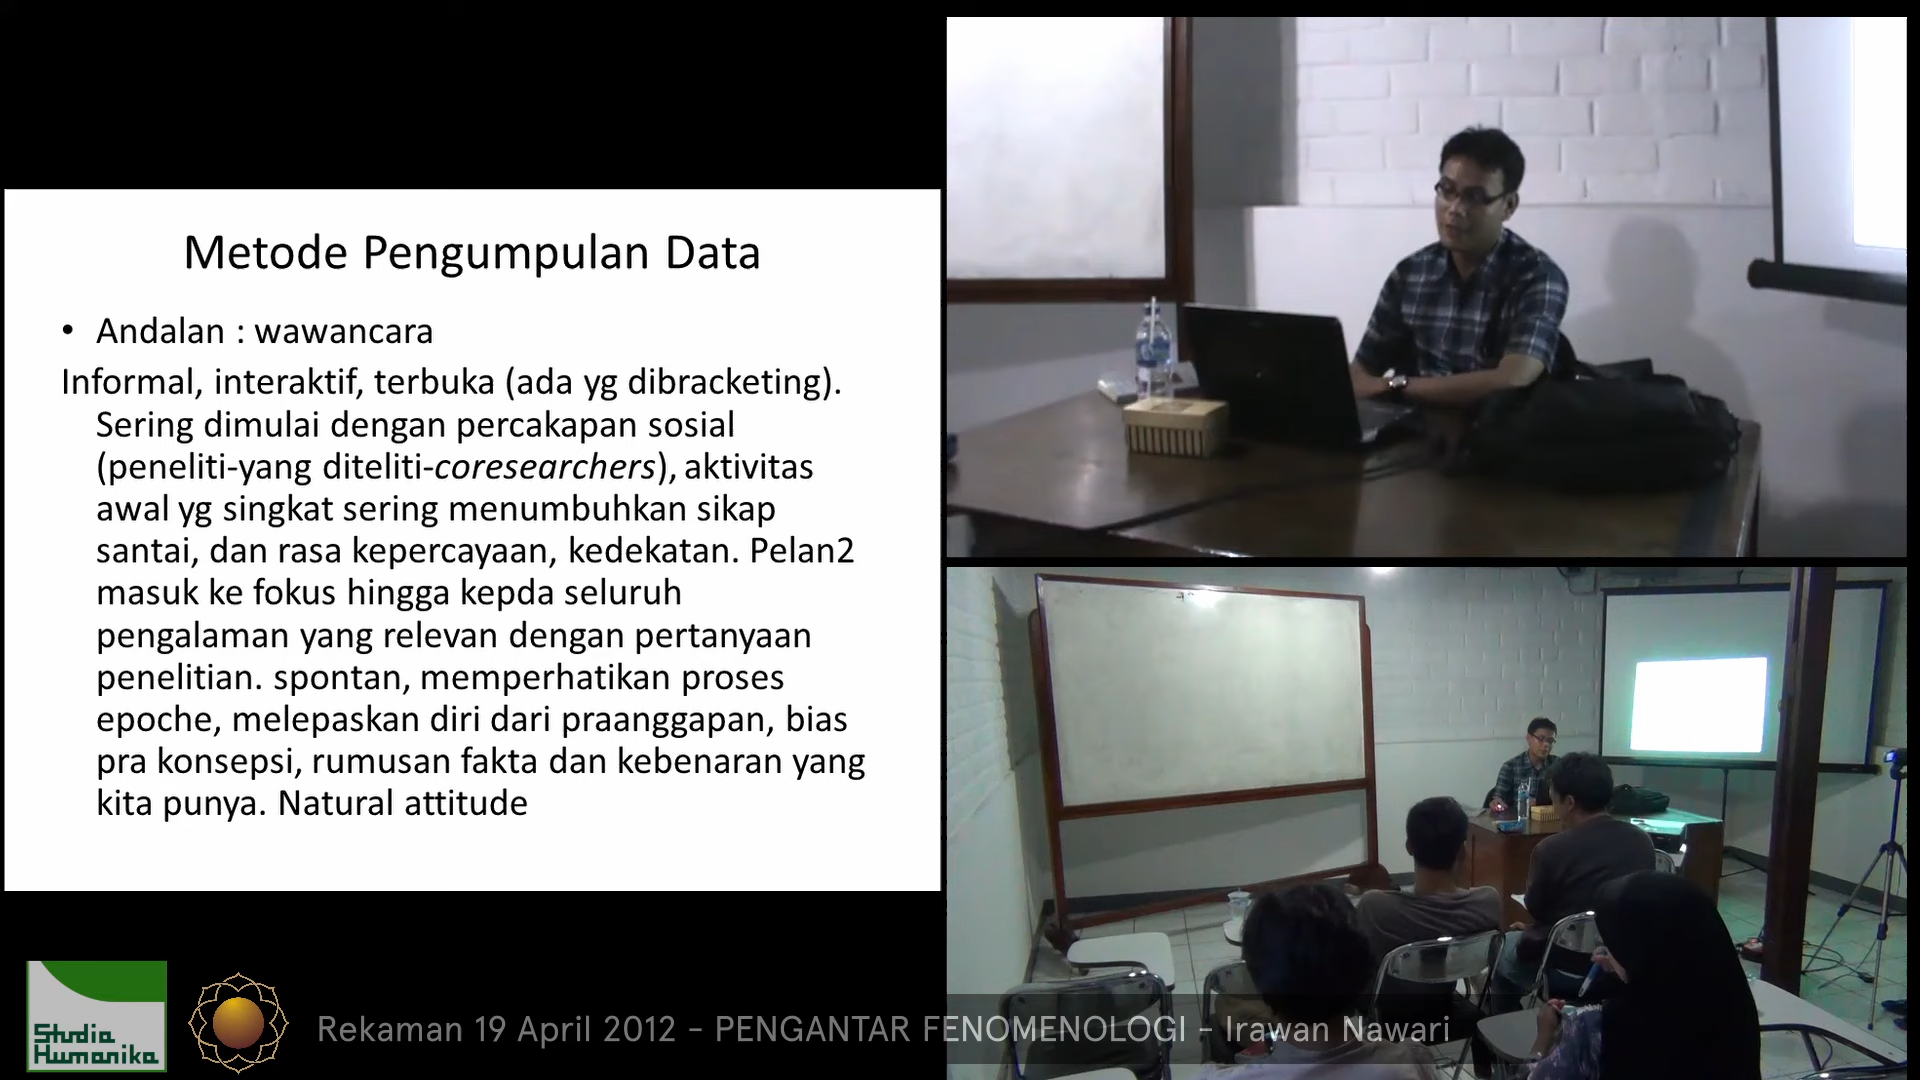 Metode Pengumpulan Data
• Andalan : wawancara
Informal, interaktif, terbuka (ada yg dibracketing).
Sering dimulai dengan percakapan sosial
(peneliti-yang diteliti-coresearchers), aktivitas
awal yg singkat sering menumbuhkan sikap
santai, dan rasa kepercayaan, kedekatan. Pelan2
masuk ke fokus hingga kepda seluruh
pengalaman yang relevan dengan pertanyaan
penelitian. spontan, memperhatikan proses
epoche, melepaskan diri dari praanggapan, bias
pra konsepsi, rumusan fakta dan kebenaran yang
kita punya. Natural attitude
Studia
Humanika
Rekaman 19 April 2012 - PENGANTAR FENOMENOLOGI - Irawan Nawari